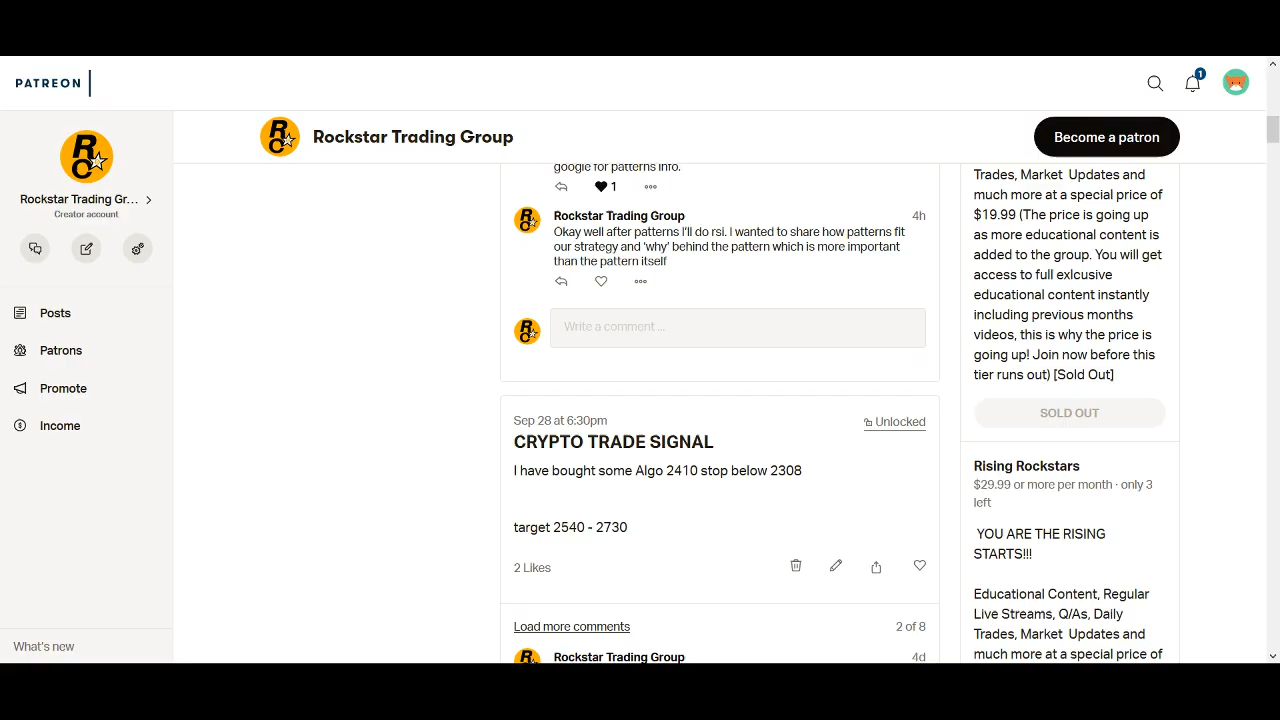 PATREON
1
Rockstar Trading Group
Become a patron
Rockstar Trading Gr...
Creator account
Posts
Patrons
Promote
Income
What's new
google for patterns info.
1
Rockstar Trading Group
4h
Okay well after patterns I'll do rsi. I wanted to share how patterns fit
our strategy and 'why' behind the pattern which is more important
than the pattern itself
Write a comment ...
Sep 28 at 6:30pm
Unlocked
CRYPTO TRADE SIGNAL
I have bought some Algo 2410 stop below 2308
target 2540 - 2730
2 Likes
Load more comments
2 of 8
Rockstar Trading Group
4d
Trades, Market Updates and
much more at a special price of
$19.99 (The price is going up
as more educational content is
added to the group. You will get
access to full exlcusive
educational content instantly
including previous months
videos, this is why the price is
going up! Join now before this
tier runs out) [Sold Out]
SOLD OUT
Rising Rockstars
$29.99 or more per month · only 3
left
YOU ARE THE RISING
STARTS!!!
Educational Content, Regular
Live Streams, Q/As, Daily
Trades, Market Updates and
much more at a special price of